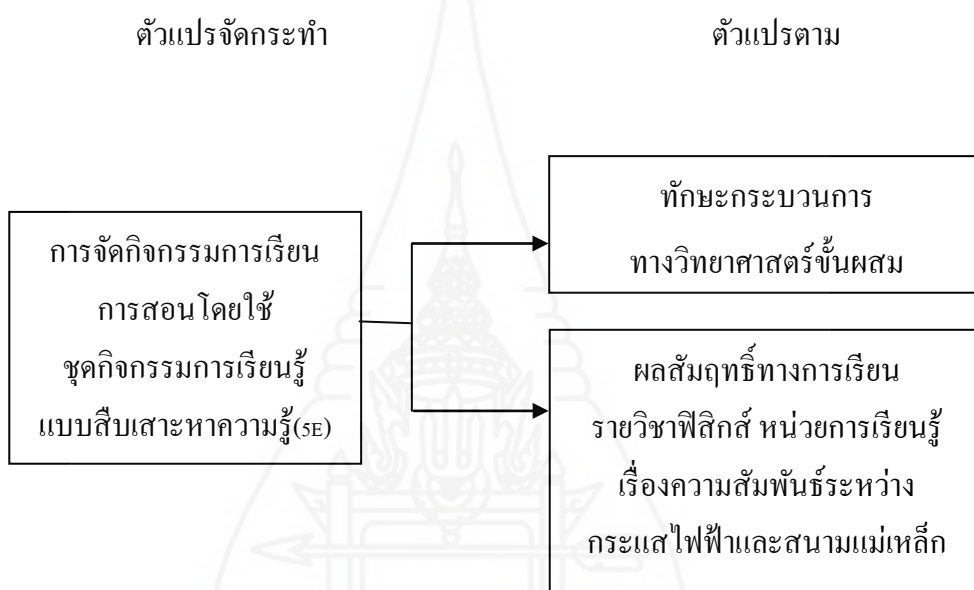 ตัวแปรจัดกระทำ
ตัวแปรตาม
การจัดกิจกรรมการเรียน
การสอนโดยใช้
ชุดกิจกรรมการเรียนรู้
แบบสืบเสาะหาความรู้(5E)
ทักษะกระบวนการ
ทางวิทยาศาสตร์ขั้นผสม
ผลสัมฤทธิ์ทางการเรียน
รายวิชาฟิสิกส์ หน่วยการเรียนรู้
เรื่องความสัมพันธ์ระหว่าง
กระแสไฟฟ้าและสนามแม่เหล็ก